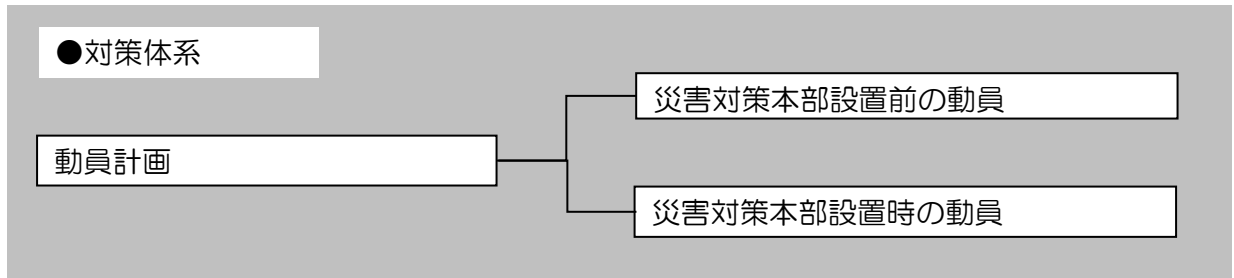 ●対策体系
動員計画
災害対策本部設置前の動員
災害対策本部設置時の動員